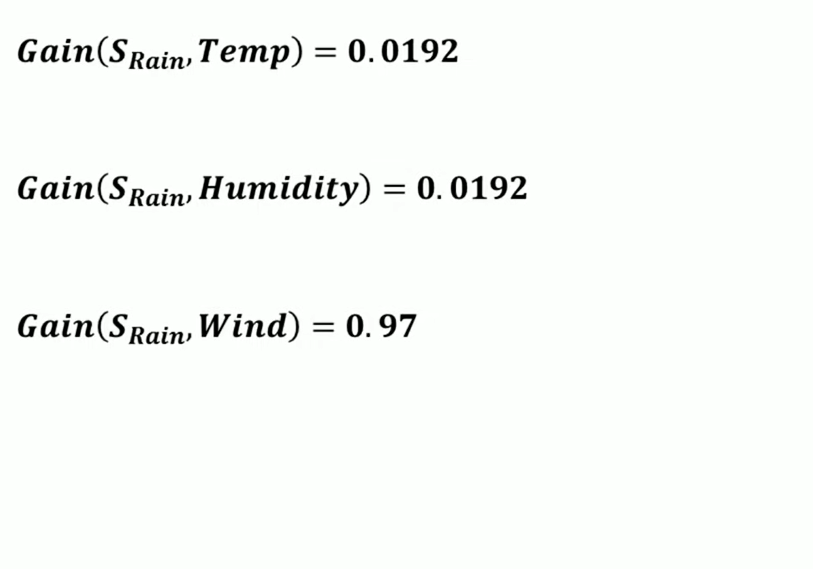 Gain(S_Rain, Temp) = 0.0192
Gain(S_Rain, Humidity) = 0.0192
Gain(S_Rain, Wind) = 0.97